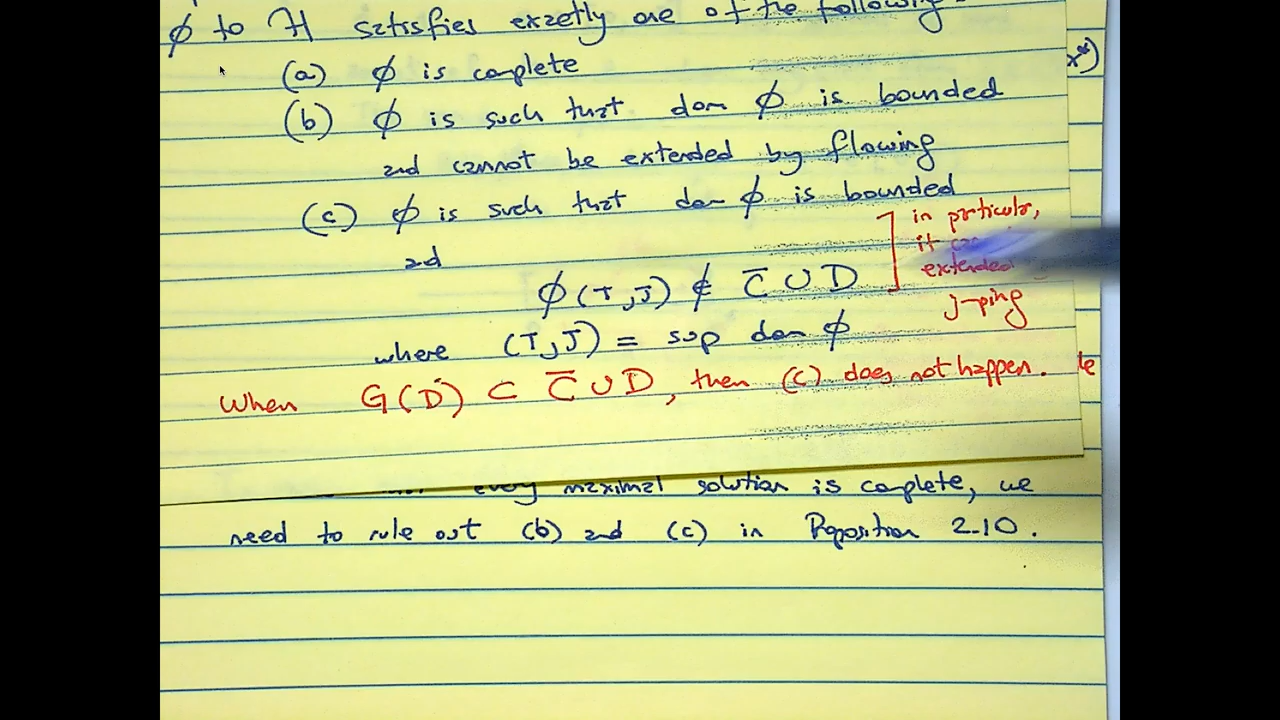 ϕ to H satisfies exactly one of the following.
(a) ϕ is complete
x*)
(b) ϕ is such that dom ϕ is bounded
and cannot be extended by flowing
(c) ϕ is such that dom ϕ is bounded
and
ϕ(T,J) ∉ C̅ ∪ D
in particular,
it
extended
jumping
where (T,J) = sup dom ϕ
When G(D) ⊂ C̅ ∪ D, then (c) does not happen.
every maximal solution is complete, we
need to rule out (b) and (c) in Proposition 2.10.